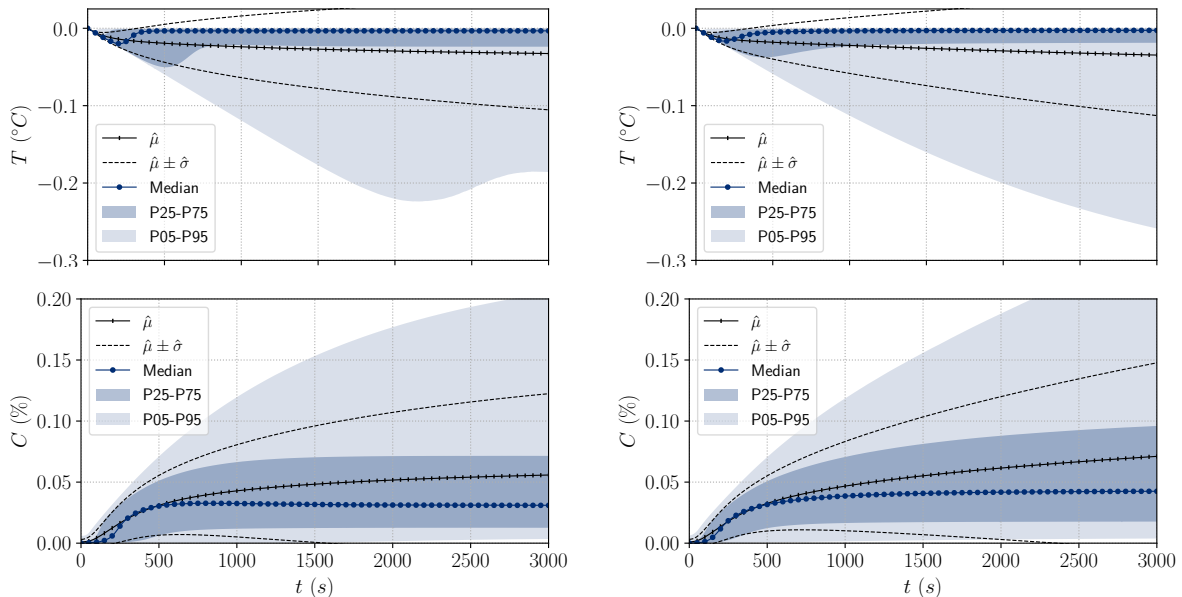 0.0
−0.1
−0.2
−0.3
T (°C)
μ̂
μ̂ ± σ̂
Median
P25-P75
P05-P95
0.0
−0.1
−0.2
−0.3
T (°C)
μ̂
μ̂ ± σ̂
Median
P25-P75
P05-P95
0.20
0.15
0.10
0.05
0.00
C (%)
μ̂
μ̂ ± σ̂
Median
P25-P75
P05-P95
0 500 1000 1500 2000 2500 3000
t (s)
0.20
0.15
0.10
0.05
0.00
C (%)
μ̂
μ̂ ± σ̂
Median
P25-P75
P05-P95
0 500 1000 1500 2000 2500 3000
t (s)